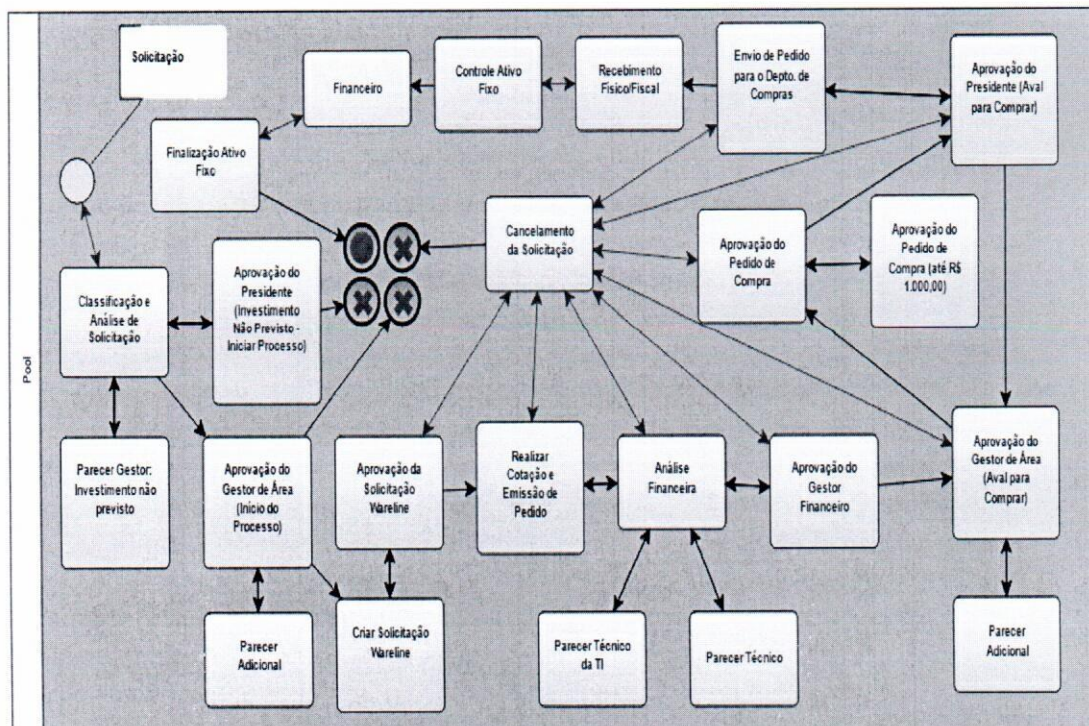 Pool
Solicitação
Financeiro
Controle Ativo
Fixo
Recebimento
Físico/Fiscal
Envio de Pedido
para o Depto. de
Compras
Aprovação do
Presidente (Aval
para Comprar)
Finalização Ativo
Fixo
Classificação e
Análise de
Solicitação
Aprovação do
Presidente
(Investimento
Não Previsto -
Iniciar Processo)
Cancelamento
da Solicitação
Aprovação do
Pedido de
Compra
Aprovação do
Pedido de
Compra (até R$
1.000,00)
Parecer Gestor:
Investimento não
previsto
Aprovação do
Gestor de Área
(Início do
Processo)
Aprovação da
Solicitação
Wareline
Realizar
Cotação e
Emissão de
Pedido
Análise
Financeira
Aprovação do
Gestor
Financeiro
Aprovação do
Gestor de Área
(Aval para
Comprar)
Parecer
Adicional
Criar Solicitação
Wareline
Parecer Técnico
da TI
Parecer Técnico
Parecer
Adicional